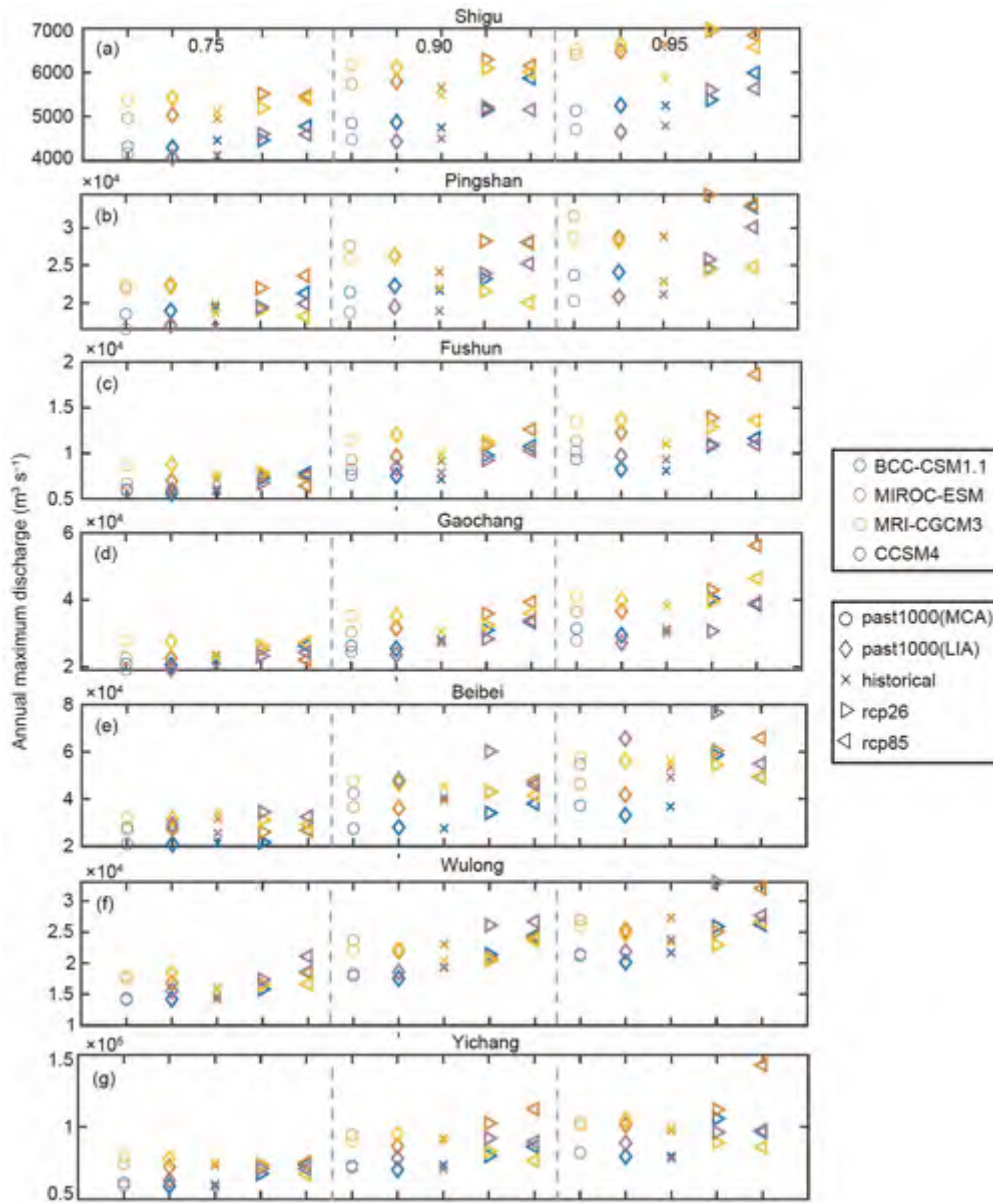 Shigu
7000
(a)
0.75
0.90
0.95
6000
5000
4000
×10⁴
Pingshan
(b)
3
2.5
2
×10⁴
Fushun
2
(c)
1.5
1
0.5
×10⁴
Gaochang
6
(d)
4
2
×10⁴
Beibei
8
(e)
6
4
2
×10⁴
Wulong
3
(f)
2.5
2
1.5
1
×10⁵
Yichang
1.5
(g)
1
0.5
Annual maximum discharge (m³ s⁻¹)
BCC-CSM1.1
MIROC-ESM
MRI-CGCM3
CCSM4
past1000(MCA)
past1000(LIA)
historical
rcp26
rcp85